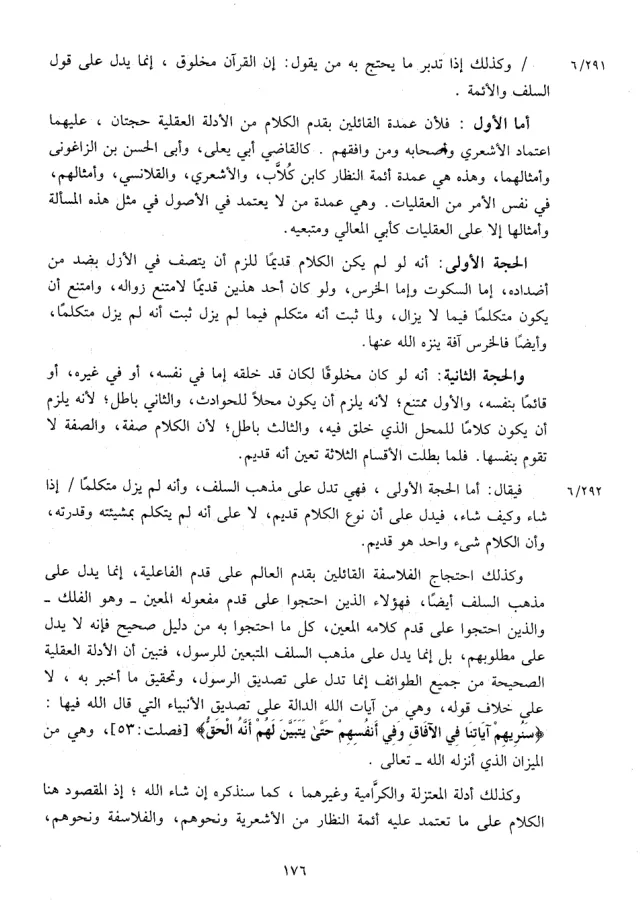 ٦/٢٩١
/ وكذلك إذا تدبر ما يحتج به من يقول: إن القرآن مخلوق ، إنما يدل على قول
السلف والأئمة .
أما الأول : فلأن عمدة القائلين بقدم الكلام من الأدلة العقلية حجتان ، عليهما
اعتماد الأشعري وأصحابه ومن وافقهم . كالقاضي أبي يعلى، وأبى الحسن بن الزاغونى
وأمثالهما، وهذه هي عمدة أئمة النظار كابن كُلاَّب، والأشعري، والقلانسي، وأمثالهم،
في نفس الأمر من العقليات. وهي عمدة من لا يعتمد في الأصول في مثل هذه المسألة
وأمثالها إلا على العقليات كأبي المعالي ومتبعيه.
الحجة الأولى: أنه لو لم يكن الكلام قديمًا للزم أن يتصف في الأزل بضد من
أضداده، إما السكوت وإما الخرس، ولو كان أحد هذين قديمًا لامتنع زواله، وامتنع أن
يكون متكلمًا فيما لا يزال، ولما ثبت أنه متكلم فيما لم يزل ثبت أنه لم يزل متكلمًا،
وأيضًا فالخرس آفة ينزه الله عنها.
والحجة الثانية: أنه لو كان مخلوقًا لكان قد خلقه إما في نفسه، أو في غيره، أو
قائمًا بنفسه، والأول ممتنع؛ لأنه يلزم أن يكون محلاً للحوادث، والثاني باطل؛ لأنه يلزم
أن يكون كلامًا للمحل الذي خلق فيه، والثالث باطل؛ لأن الكلام صفة، والصفة لا
تقوم بنفسها. فلما بطلت الأقسام الثلاثة تعين أنه قديم.
٦/٢٩٢
فيقال: أما الحجة الأولى ، فهي تدل على مذهب السلف، وأنه لم يزل متكلمًا / إذا
شاء وكيف شاء، فيدل على أن نوع الكلام قديم، لا على أنه لم يتكلم بمشيئته وقدرته،
وأن الكلام شىء واحد هو قديم.
وكذلك احتجاج الفلاسفة القائلين بقدم العالم على قدم الفاعلية، إنما يدل على
مذهب السلف أيضًا، فهؤلاء الذين احتجوا على قدم مفعوله المعين ـ وهو الفلك ـ
والذين احتجوا على قدم كلامه المعين، كل ما احتجوا به من دليل صحيح فإنه لا يدل
على مطلوبهم، بل إنما يدل على مذهب السلف المتبعين للرسول، فتبين أن الأدلة العقلية
الصحيحة من جميع الطوائف إنما تدل على تصديق الرسول، وتحقيق ما أخبر به ، لا
على خلاف قوله، وهي من آيات الله الدالة على تصديق الأنبياء التي قال الله فيها :
﴿سَنُرِيهِمْ آيَاتِنَا فِي الآفَاقِ وَفِي أَنفُسِهِمْ حَتَّىٰ يَتَبَيَّنَ لَهُمْ أَنَّهُ الْحَقُّ﴾ [فصلت:٥٣]، وهي من
الميزان الذي أنزله الله ـ تعالى .
وكذلك أدلة المعتزلة والكرَّامية وغيرهما ، كما سنذكره إن شاء الله ؛ إذ المقصود هنا
الكلام على ما تعتمد عليه أئمة النظار من الأشعرية ونحوهم، والفلاسفة ونحوهم،
١٧٦